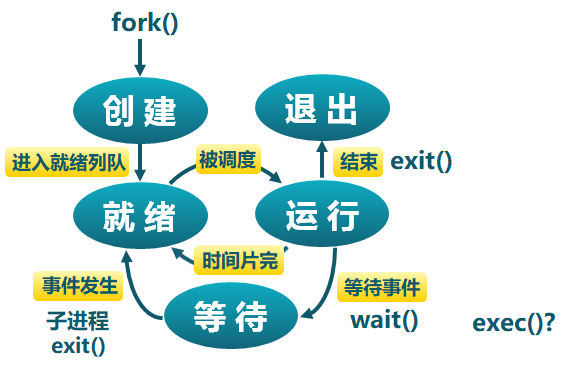 fork()
创建
退出
进入就绪列队
被调度
结束
exit()
就绪
运行
时间片完
事件发生
等待事件
子进程
exit()
等待
wait()
exec()?